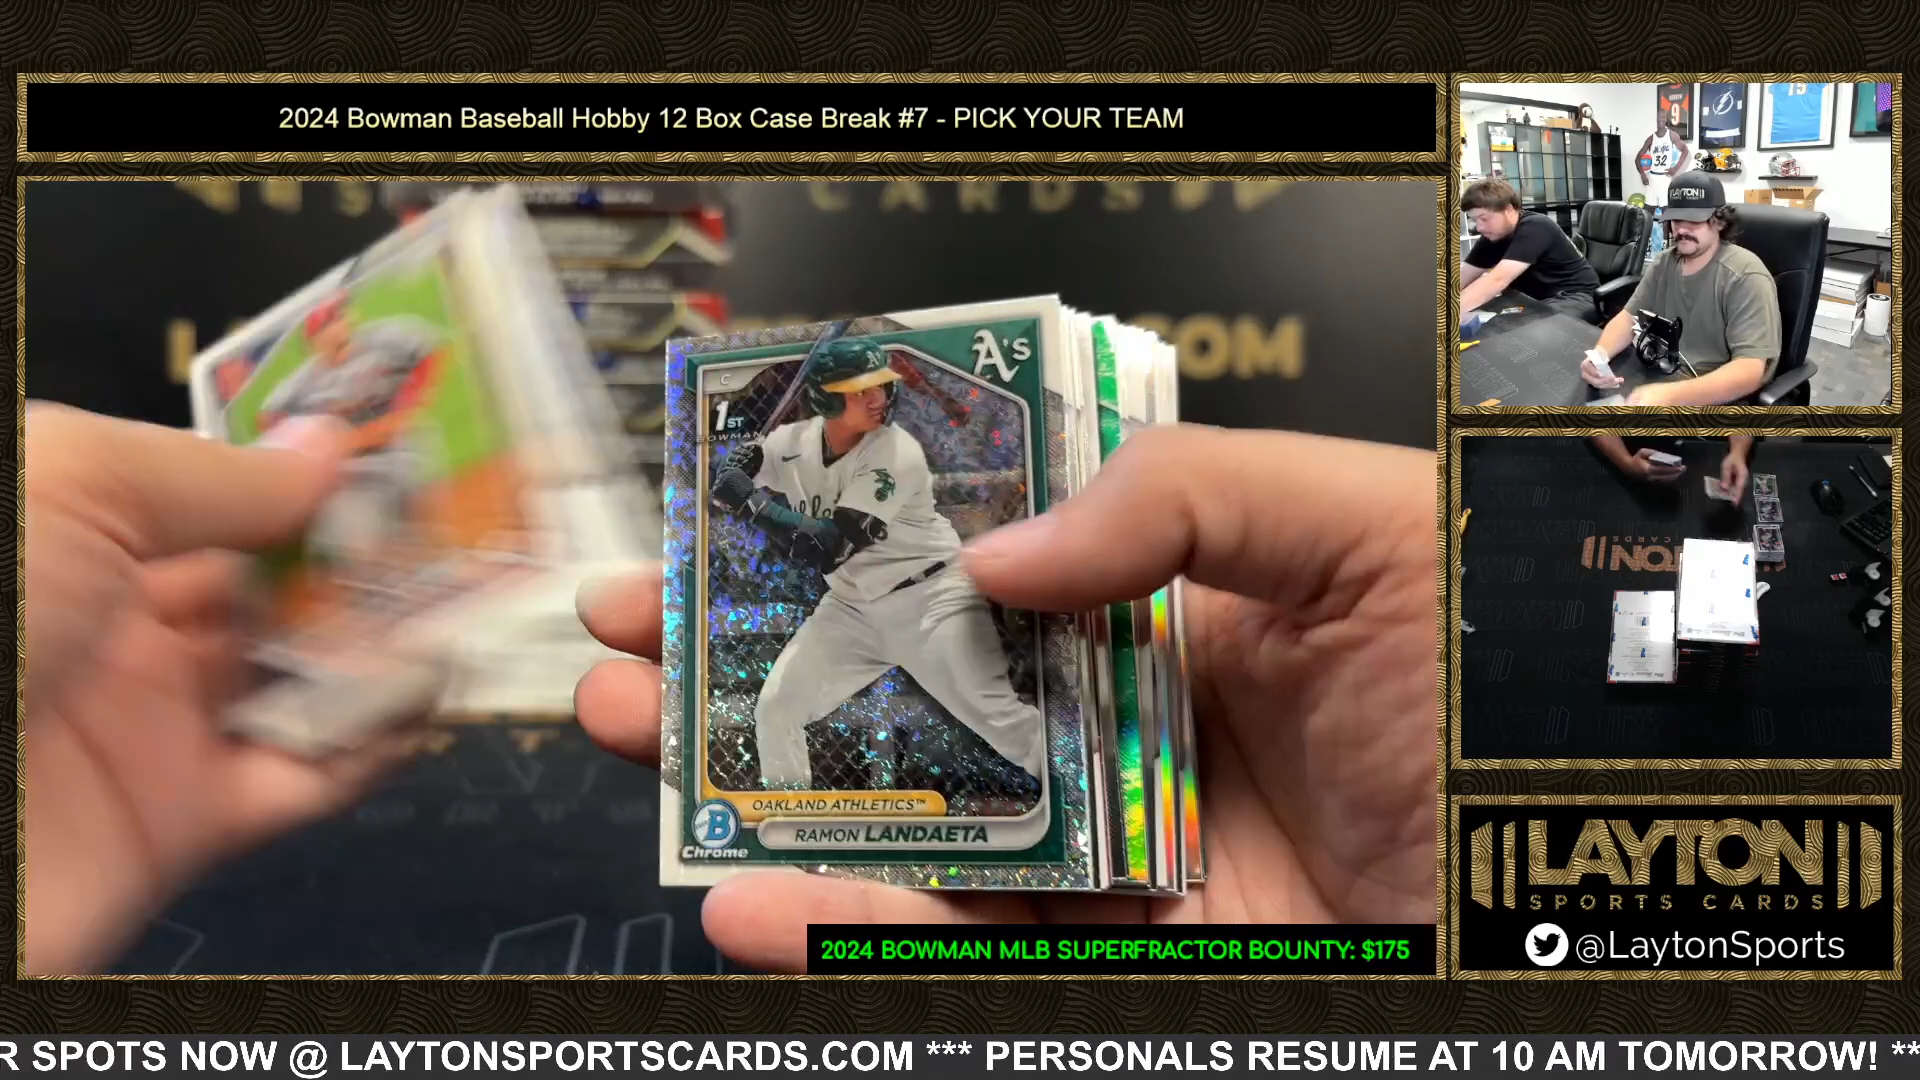 2024 Bowman Baseball Hobby 12 Box Case Break #7 - PICK YOUR TEAM
C
A's
1ST
BOWMAN
OAKLAND ATHLETICS™
B
Chrome
RAMON LANDAETA
2024 BOWMAN MLB SUPERFRACTOR BOUNTY: $175
LAYTON
SPORTS CARDS
@LaytonSports
R SPOTS NOW @ LAYTONSPORTSCARDS.COM *** PERSONALS RESUME AT 10 AM TOMORROW! **